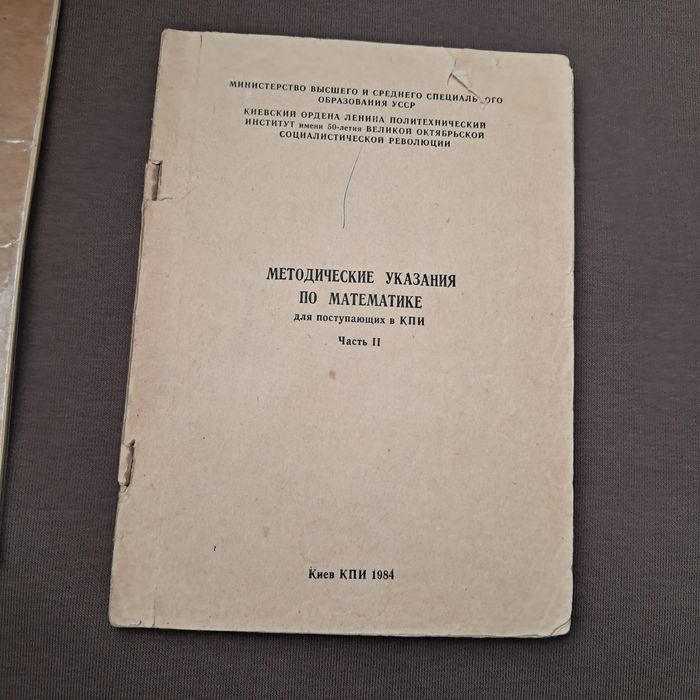 МИНИСТЕРСТВО ВЫСШЕГО И СРЕДНЕГО СПЕЦИАЛЬНОГО
ОБРАЗОВАНИЯ УССР
КИЕВСКИЙ ОРДЕНА ЛЕНИНА ПОЛИТЕХНИЧЕСКИЙ
ИНСТИТУТ имени 50-летия ВЕЛИКОЙ ОКТЯБРЬСКОЙ
СОЦИАЛИСТИЧЕСКОЙ РЕВОЛЮЦИИ
МЕТОДИЧЕСКИЕ УКАЗАНИЯ
ПО МАТЕМАТИКЕ
для поступающих в КПИ
Часть II
Киев КПИ 1984